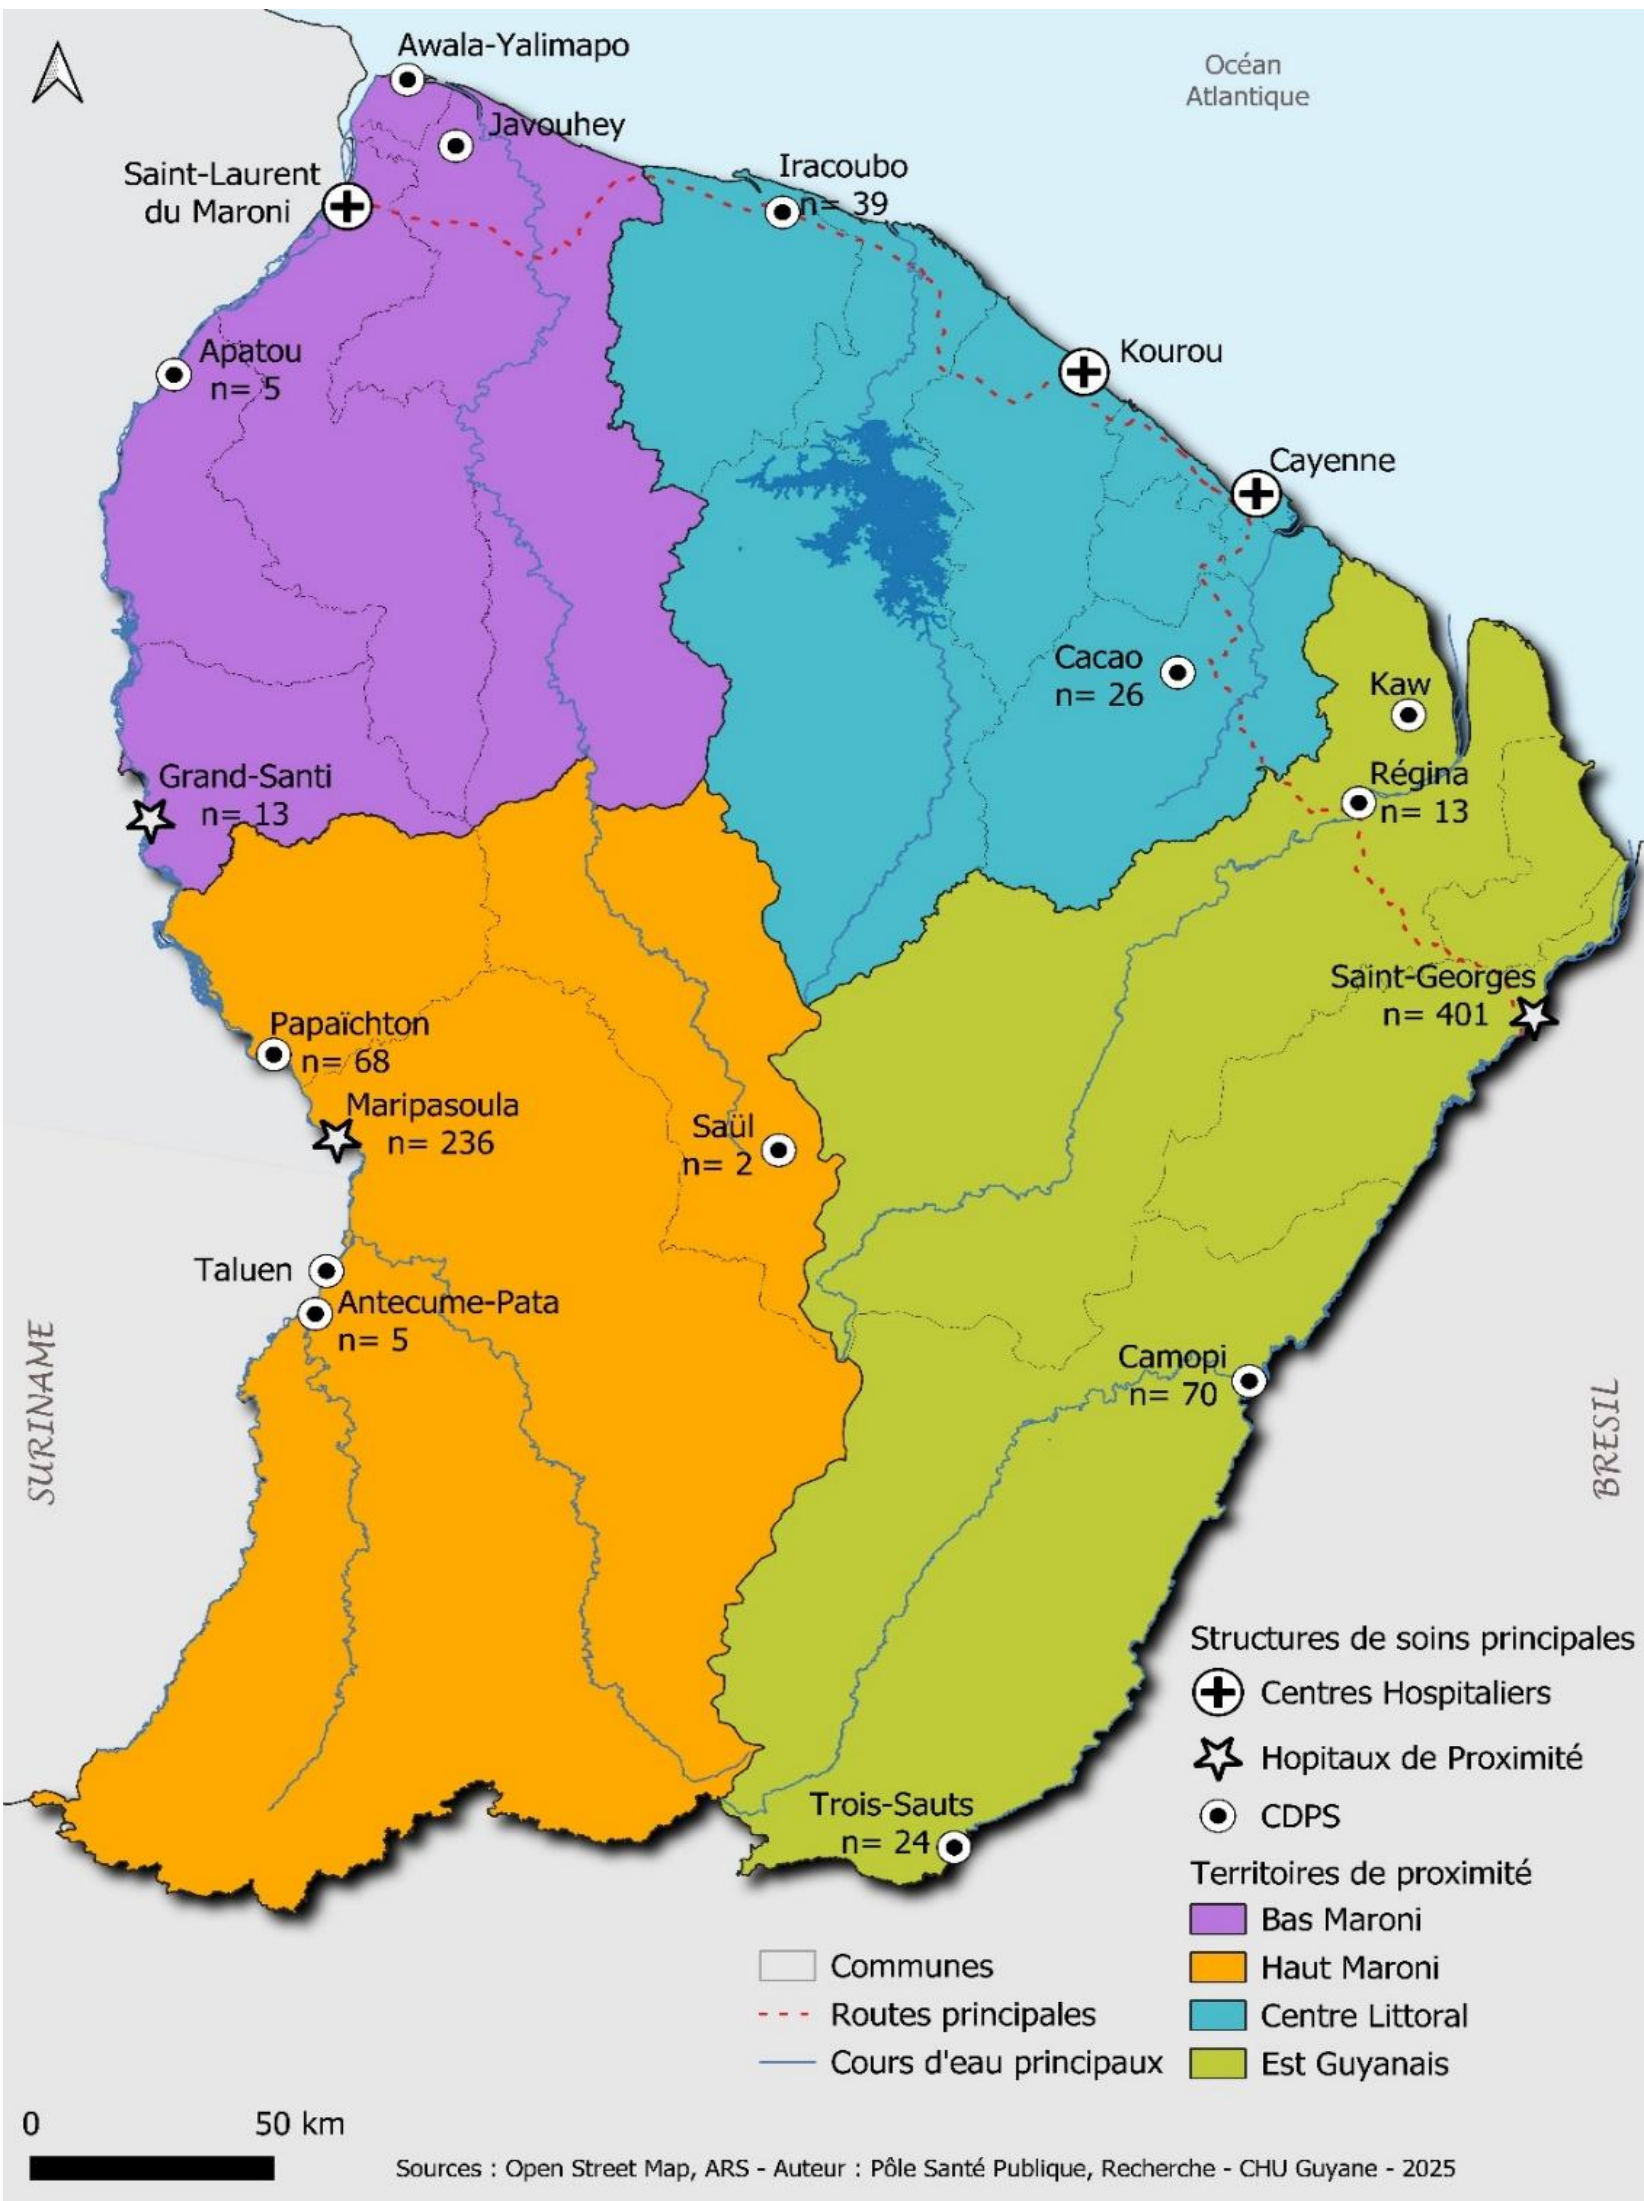 Awala-Yalimapo
Océan
Atlantique
Javouhey
Saint-Laurent
du Maroni
Iracoubo
n= 39
Apatou
n= 5
Kourou
Cayenne
Cacao
n= 26
Kaw
Grand-Santi
n= 13
Régina
n= 13
Saint-Georges
n= 401
Papaïchton
n= 68
Maripasoula
n= 236
Saül
n= 2
Taluen
Antecume-Pata
n= 5
SURINAME
Camopi
n= 70
BRESIL
Trois-Sauts
n= 24
Structures de soins principales
Centres Hospitaliers
Hopitaux de Proximité
CDPS
Territoires de proximité
Bas Maroni
Haut Maroni
Centre Littoral
Est Guyanais
Communes
Routes principales
Cours d'eau principaux
0 50 km
Sources : Open Street Map, ARS - Auteur : Pôle Santé Publique, Recherche - CHU Guyane - 2025